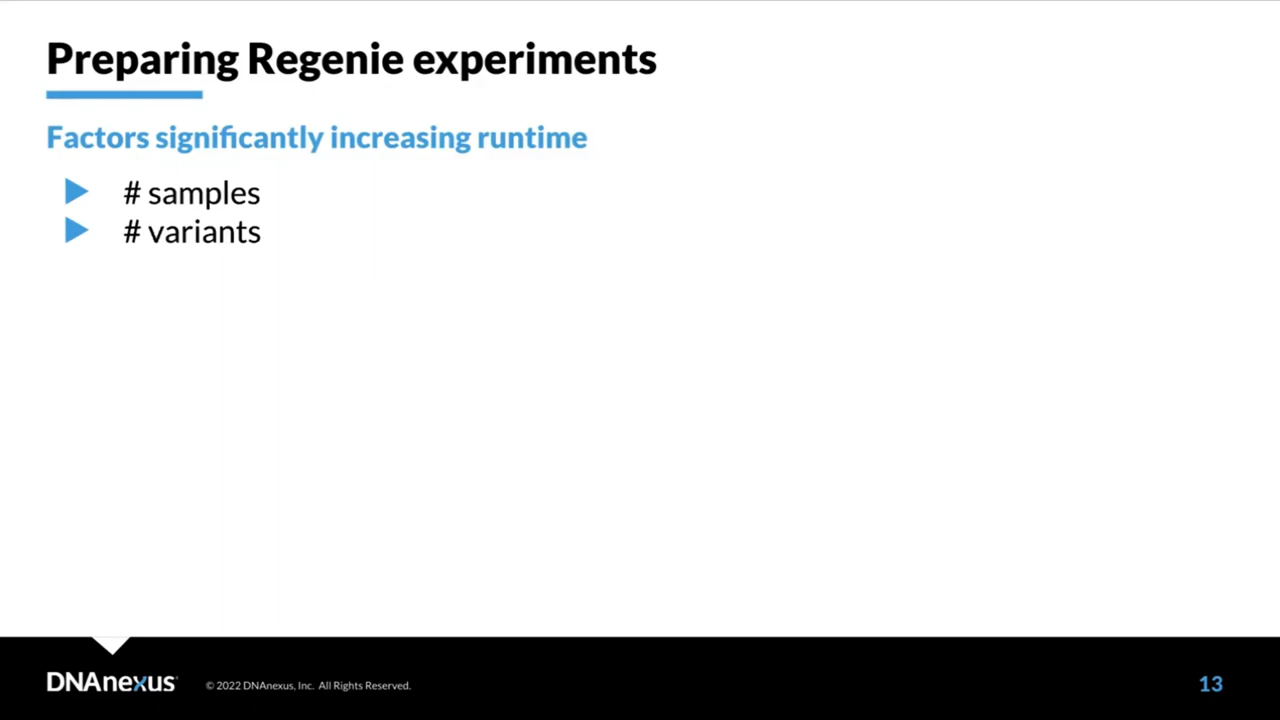 Preparing Regenie experiments
Factors significantly increasing runtime
# samples
# variants
DNAnexus
© 2022 DNAnexus, Inc. All Rights Reserved.
13